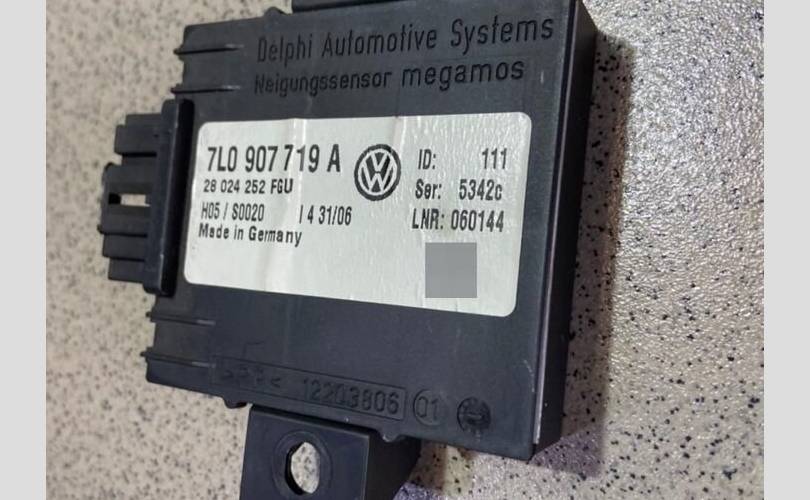 Delphi Automotive Systems
Neigungssensor megamos
7L0 907 719 A
28 024 252 FGU
H05 / S0020 I 4 31/06
Made in Germany
VW
ID: 111
Ser: 5342c
LNR: 060144
12203806 01